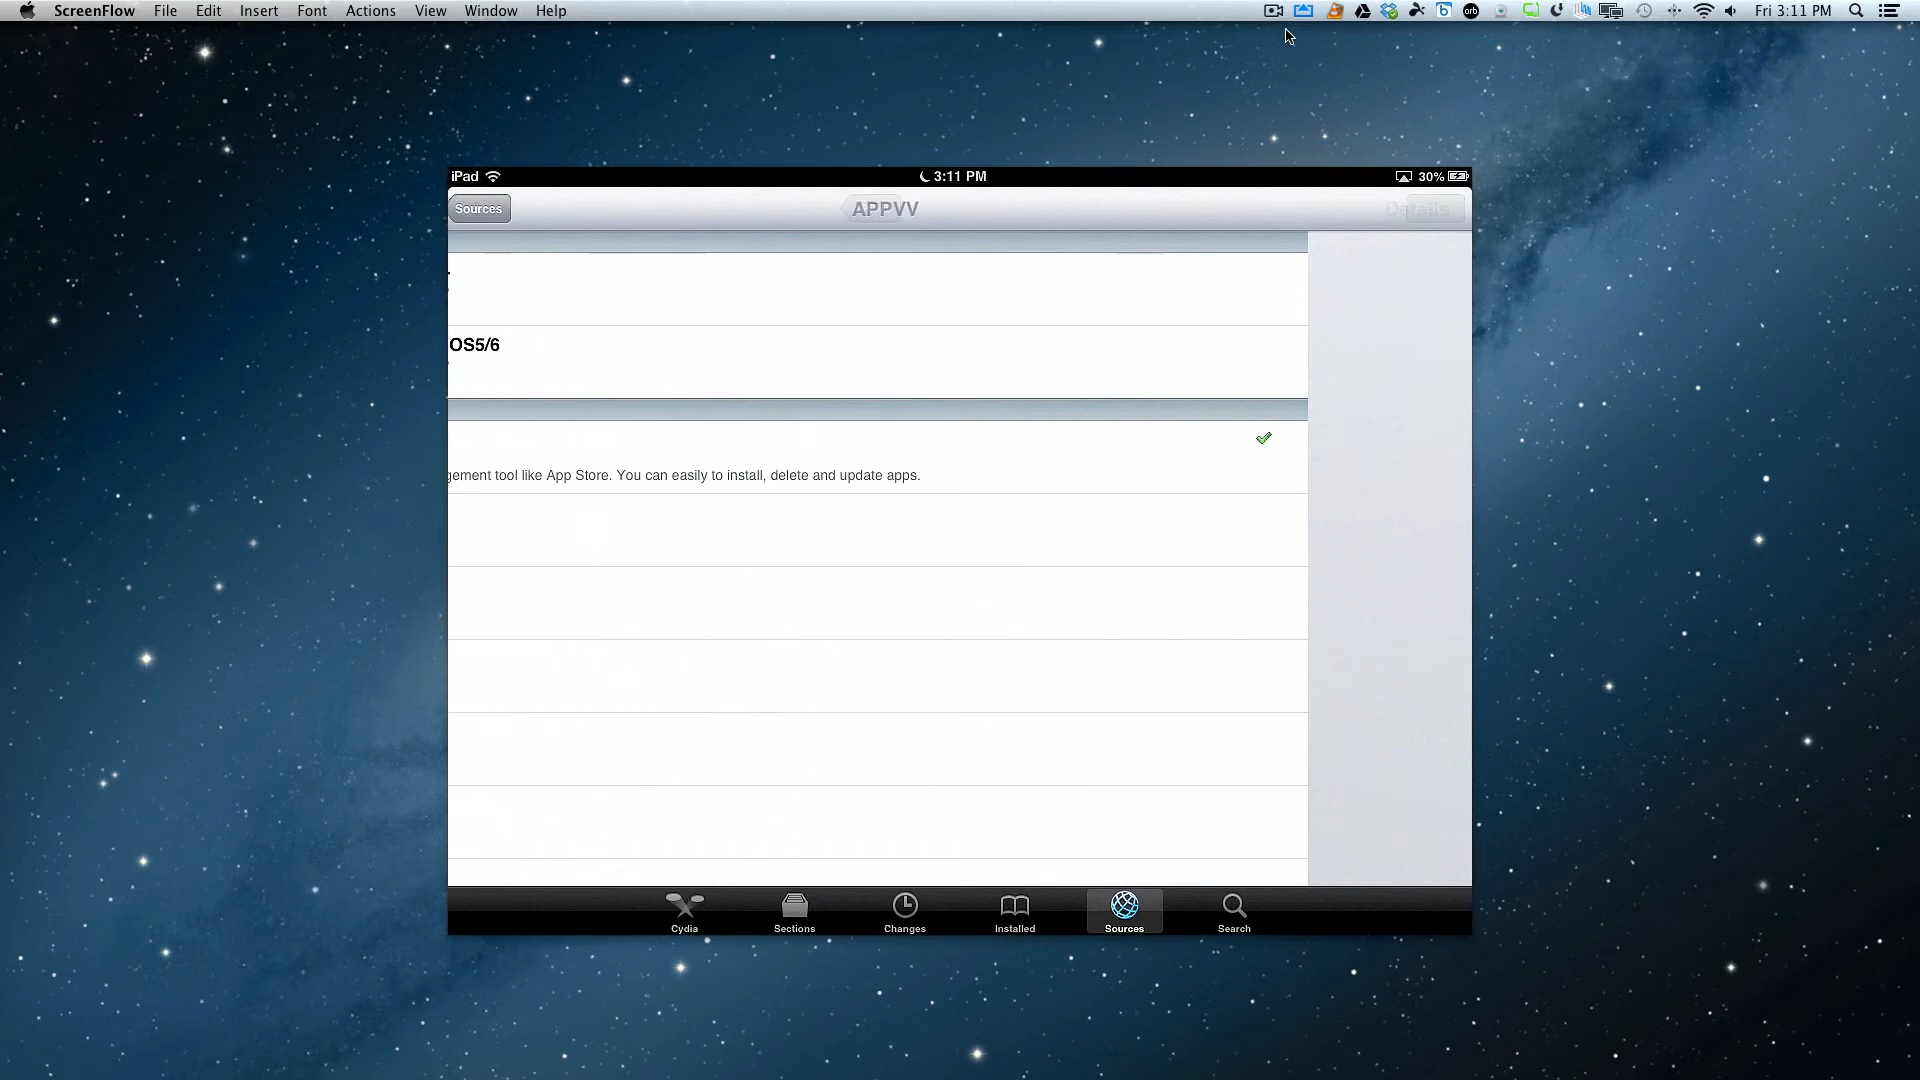 ScreenFlow File Edit Insert Font Actions View Window Help orb Fri 3:11 PM
iPad 3:11 PM 30%
Sources APPVV Details
OS5/6
gement tool like App Store. You can easily to install, delete and update apps.
Cydia Sections Changes Installed Sources Search